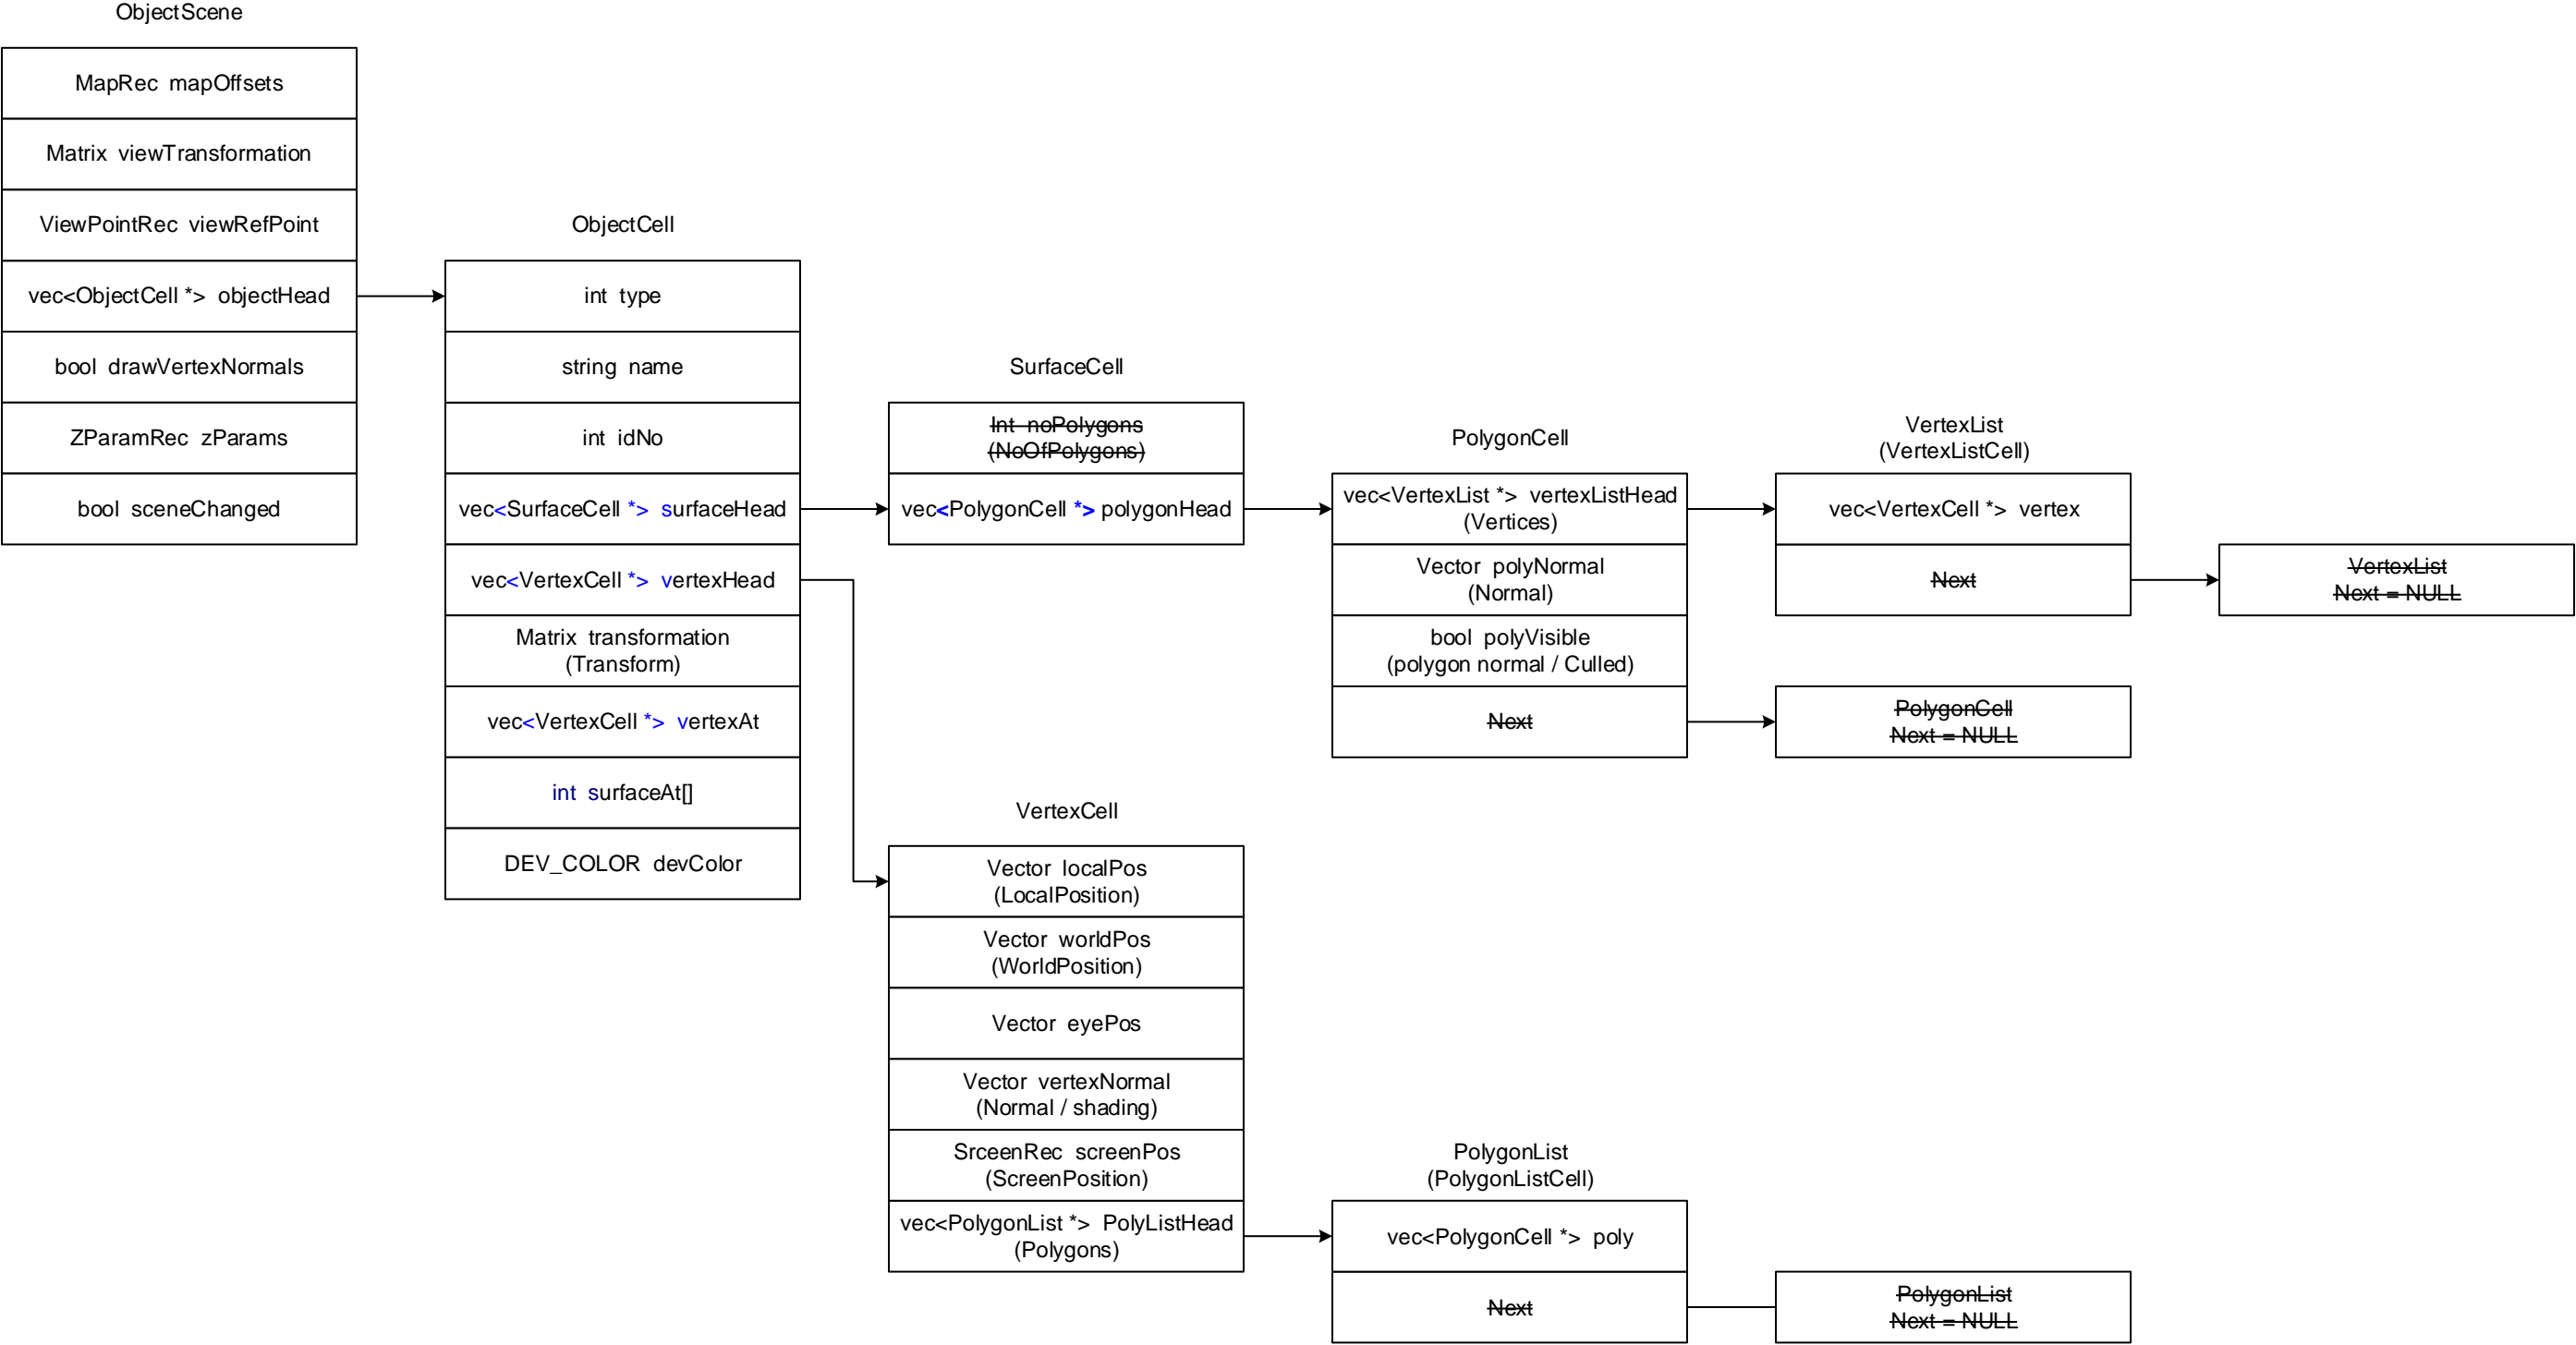 ObjectScene
MapRec mapOffsets
Matrix viewTransformation
ViewPointRec viewRefPoint
vec<ObjectCell *> objectHead
bool drawVertexNormals
ZParamRec zParams
bool sceneChanged
ObjectCell
int type
string name
int idNo
vec<SurfaceCell *> surfaceHead
vec<VertexCell *> vertexHead
Matrix transformation
(Transform)
vec<VertexCell *> vertexAt
int surfaceAt[]
DEV_COLOR devColor
SurfaceCell
Int noPolygons
(NoOfPolygons)
vec<PolygonCell *> polygonHead
PolygonCell
vec<VertexList *> vertexListHead
(Vertices)
Vector polyNormal
(Normal)
bool polyVisible
(polygon normal / Culled)
Next
VertexList
(VertexListCell)
vec<VertexCell *> vertex
Next
VertexList
Next = NULL
PolygonCell
Next = NULL
VertexCell
Vector localPos
(LocalPosition)
Vector worldPos
(WorldPosition)
Vector eyePos
Vector vertexNormal
(Normal / shading)
SrceenRec screenPos
(ScreenPosition)
vec<PolygonList *> PolyListHead
(Polygons)
PolygonList
(PolygonListCell)
vec<PolygonCell *> poly
Next
PolygonList
Next = NULL